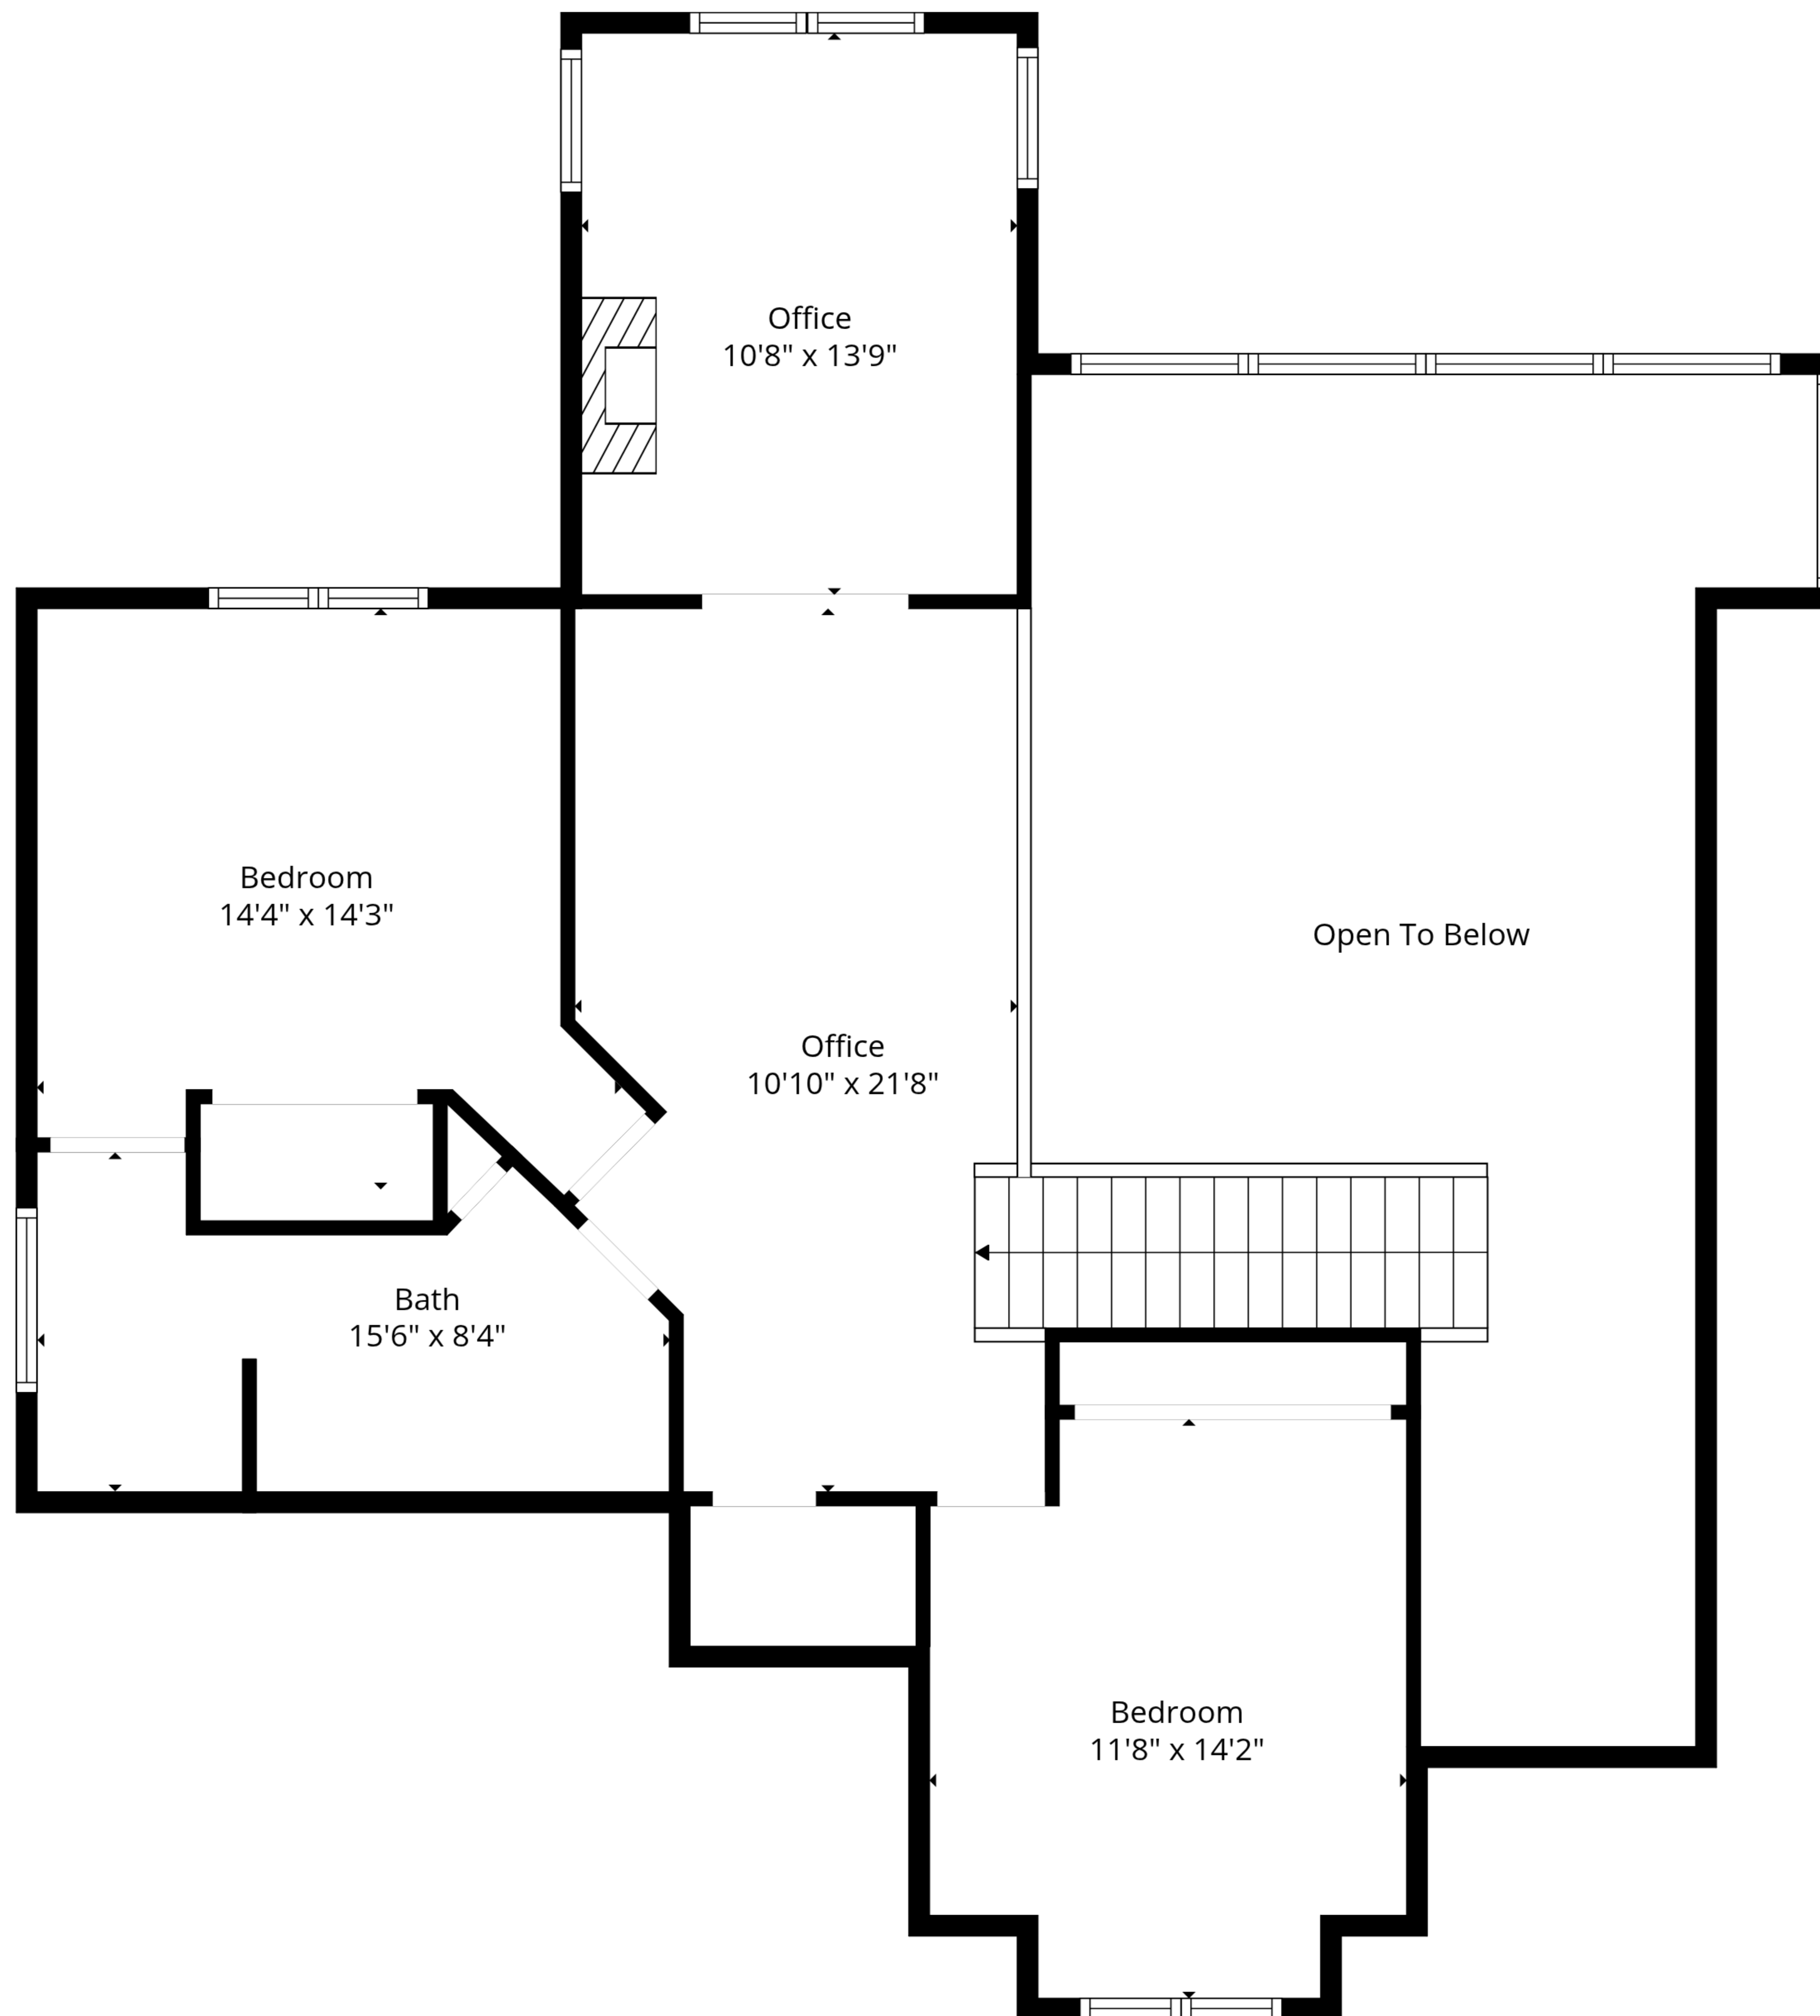 Office
10'8" x 13'9"
Bedroom
14'4" x 14'3"
Open To Below
Office
10'10" x 21'8"
Bath
15'6" x 8'4"
Bedroom
11'8" x 14'2"